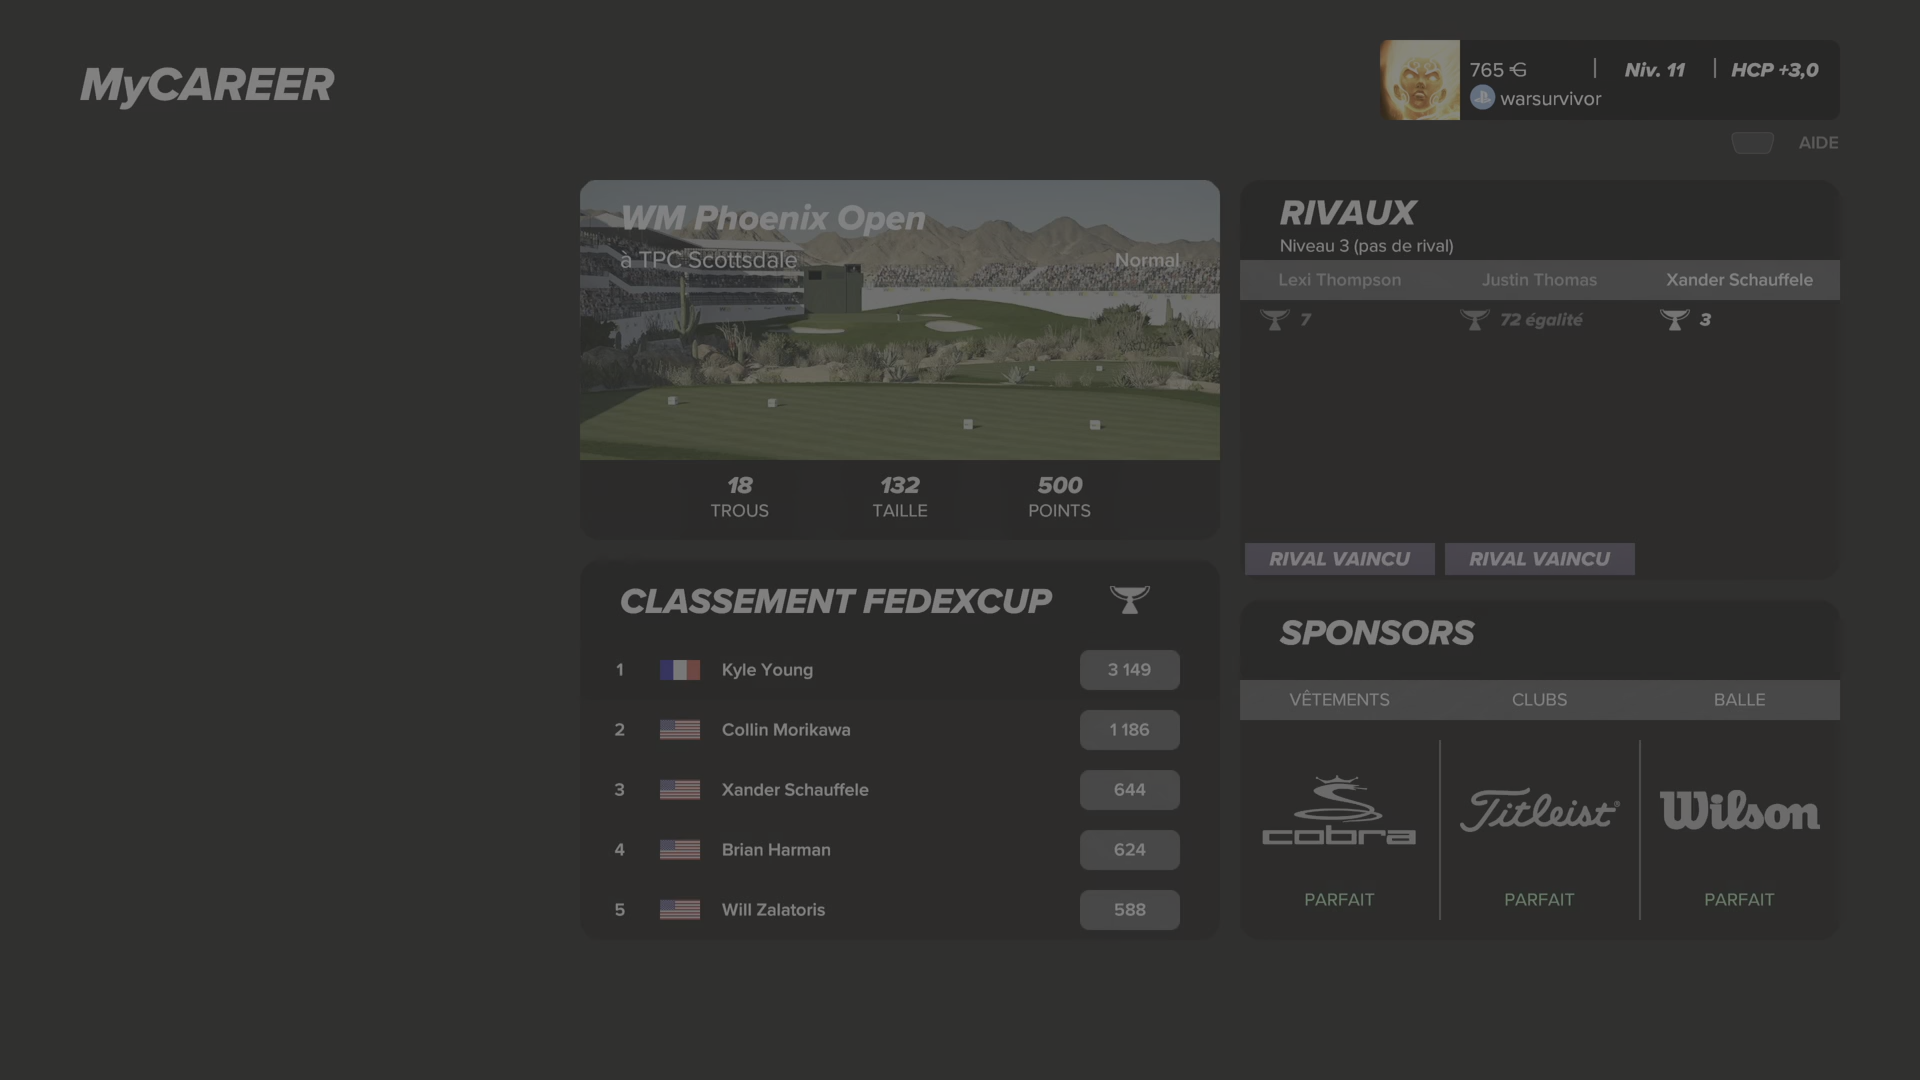 MyCAREER
765 | Niv. 11 | HCP +3,0
warsurvivor
AIDE
WM Phoenix Open
à TPC Scottsdale
Normal
18 132 500
TROUS TAILLE POINTS
CLASSEMENT FEDEXCUP
1 Kyle Young 3 149
2 Collin Morikawa 1 186
3 Xander Schauffele 644
4 Brian Harman 624
5 Will Zalatoris 588
RIVAUX
Niveau 3 (pas de rival)
Lexi Thompson Justin Thomas Xander Schauffele
7 72 égalité 3
RIVAL VAINCU RIVAL VAINCU
SPONSORS
VÊTEMENTS CLUBS BALLE
cobra Titleist® Wilson
PARFAIT PARFAIT PARFAIT